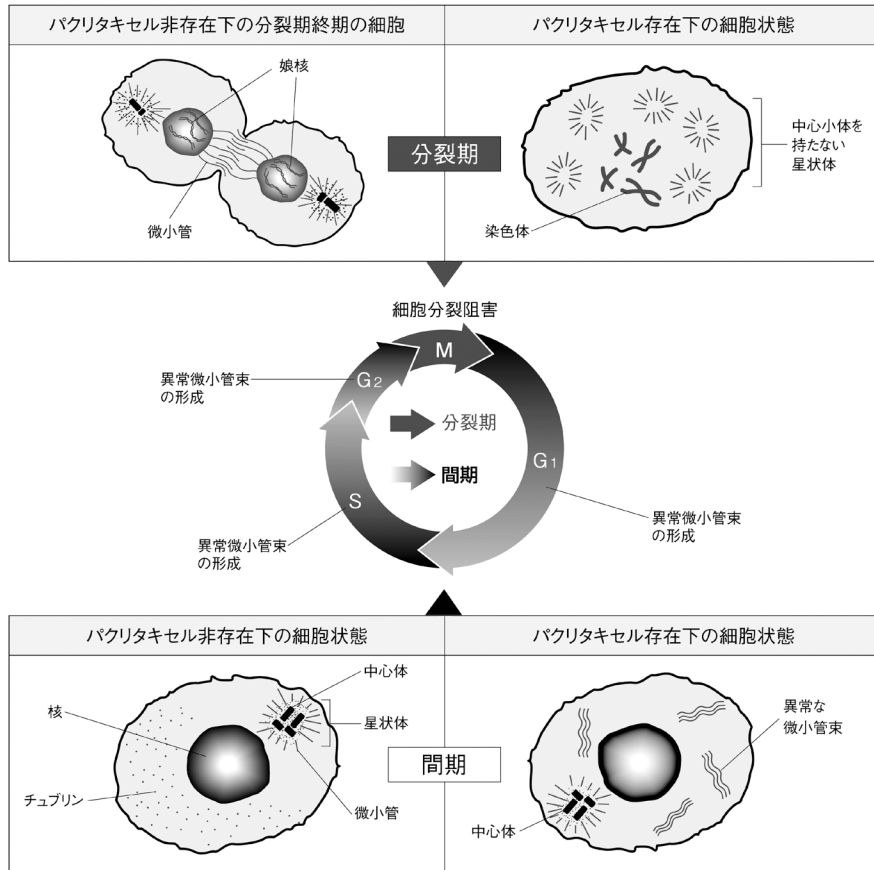 パクリタキセル非存在下の分裂期終期の細胞
パクリタキセル存在下の細胞状態
娘核
微小管
分裂期
中心小体を
持たない
星状体
染色体
細胞分裂阻害
M
G2
異常微小管束
の形成
分裂期
間期
G1
S
異常微小管束
の形成
異常微小管束
の形成
パクリタキセル非存在下の細胞状態
パクリタキセル存在下の細胞状態
中心体
核
星状体
チュブリン
微小管
間期
異常な
微小管束
中心体